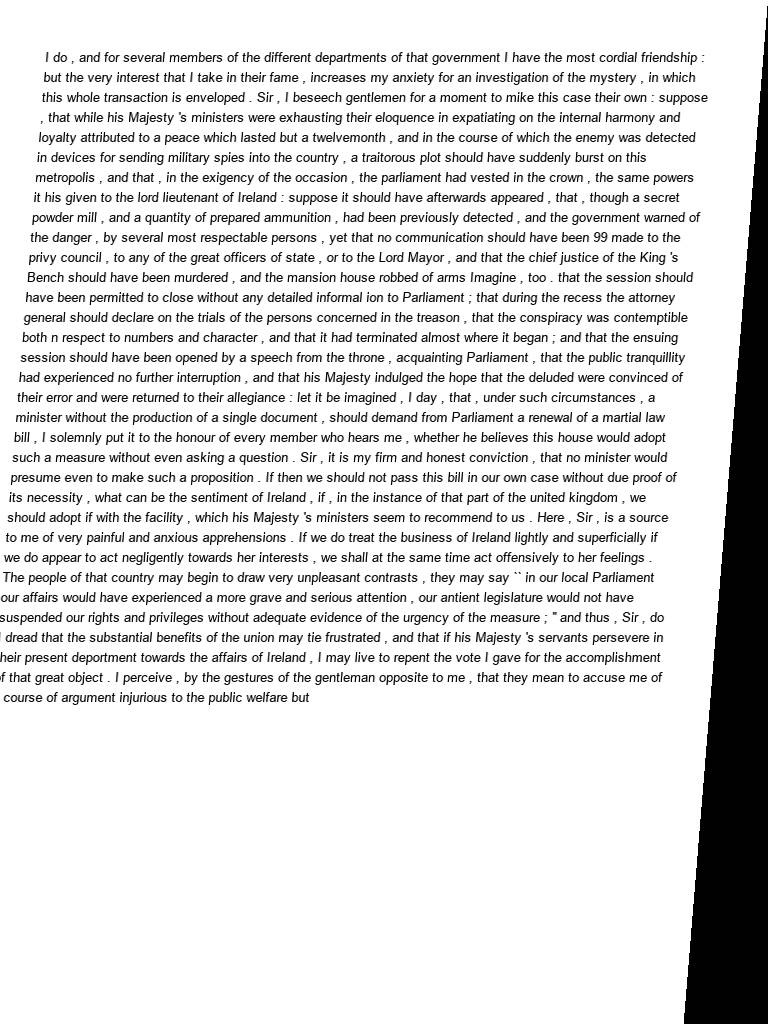 I do , and for several members of the different departments of that government I have the most cordial friendship :
but the very interest that I take in their fame , increases my anxiety for an investigation of the mystery , in which
this whole transaction is enveloped . Sir , I beseech gentlemen for a moment to mike this case their own : suppose
, that while his Majesty 's ministers were exhausting their eloquence in expatiating on the internal harmony and
loyalty attributed to a peace which lasted but a twelvemonth , and in the course of which the enemy was detected
in devices for sending military spies into the country , a traitorous plot should have suddenly burst on this
metropolis , and that , in the exigency of the occasion , the parliament had vested in the crown , the same powers
it his given to the lord lieutenant of Ireland : suppose it should have afterwards appeared , that , though a secret
powder mill , and a quantity of prepared ammunition , had been previously detected , and the government warned of
the danger , by several most respectable persons , yet that no communication should have been 99 made to the
privy council , to any of the great officers of state , or to the Lord Mayor , and that the chief justice of the King 's
Bench should have been murdered , and the mansion house robbed of arms Imagine , too . that the session should
have been permitted to close without any detailed informal ion to Parliament ; that during the recess the attorney
general should declare on the trials of the persons concerned in the treason , that the conspiracy was contemptible
both n respect to numbers and character , and that it had terminated almost where it began ; and that the ensuing
session should have been opened by a speech from the throne , acquainting Parliament , that the public tranquillity
had experienced no further interruption , and that his Majesty indulged the hope that the deluded were convinced of
their error and were returned to their allegiance : let it be imagined , I day , that , under such circumstances , a
minister without the production of a single document , should demand from Parliament a renewal of a martial law
bill , I solemnly put it to the honour of every member who hears me , whether he believes this house would adopt
such a measure without even asking a question . Sir , it is my firm and honest conviction , that no minister would
presume even to make such a proposition . If then we should not pass this bill in our own case without due proof of
its necessity , what can be the sentiment of Ireland , if , in the instance of that part of the united kingdom , we
should adopt if with the facility , which his Majesty 's ministers seem to recommend to us . Here , Sir , is a source
to me of very painful and anxious apprehensions . If we do treat the business of Ireland lightly and superficially if
we do appear to act negligently towards her interests , we shall at the same time act offensively to her feelings .
The people of that country may begin to draw very unpleasant contrasts , they may say `` in our local Parliament
our affairs would have experienced a more grave and serious attention , our antient legislature would not have
suspended our rights and privileges without adequate evidence of the urgency of the measure ; " and thus , Sir , do
dread that the substantial benefits of the union may tie frustrated , and that if his Majesty 's servants persevere in
heir present deportment towards the affairs of Ireland , I may live to repent the vote I gave for the accomplishment
of that great object . I perceive , by the gestures of the gentleman opposite to me , that they mean to accuse me of
course of argument injurious to the public welfare but